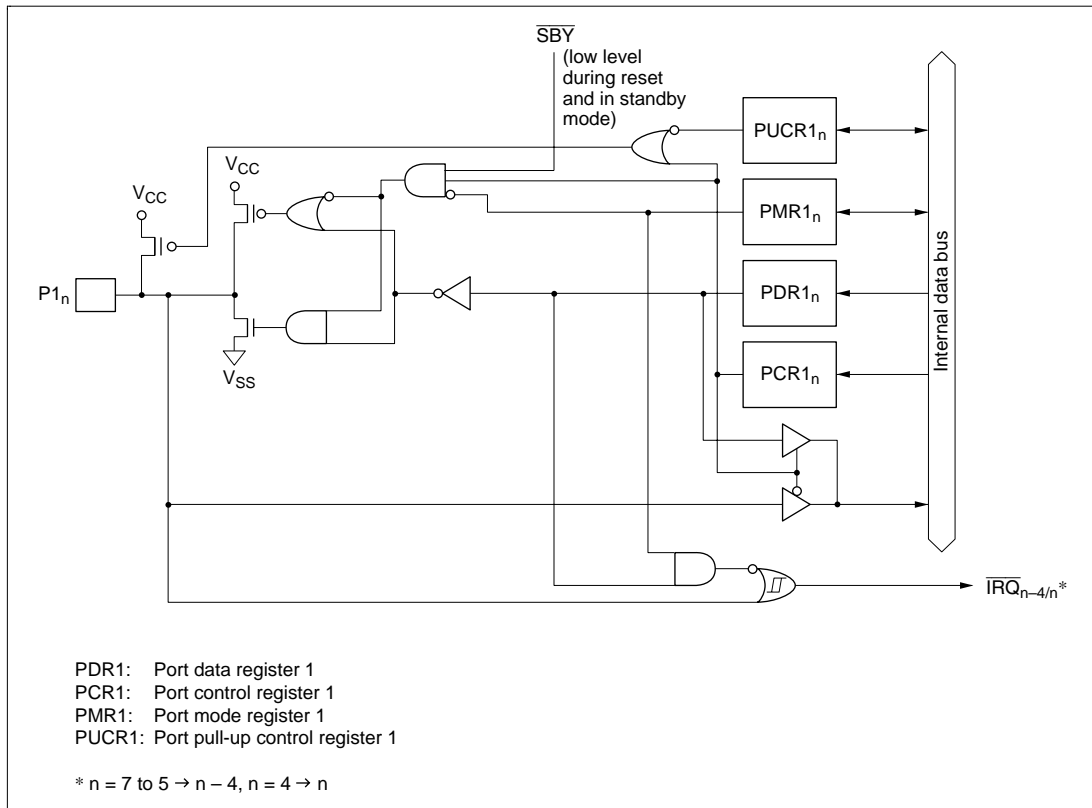 SBY
(low level
during reset
and in standby
mode)
PUCR1n
VCC
VCC
PMR1n
P1n
PDR1n
Internal data bus
VSS
PCR1n
IRQn–4/n*
PDR1: Port data register 1
PCR1: Port control register 1
PMR1: Port mode register 1
PUCR1: Port pull-up control register 1
* n = 7 to 5 → n – 4, n = 4 → n